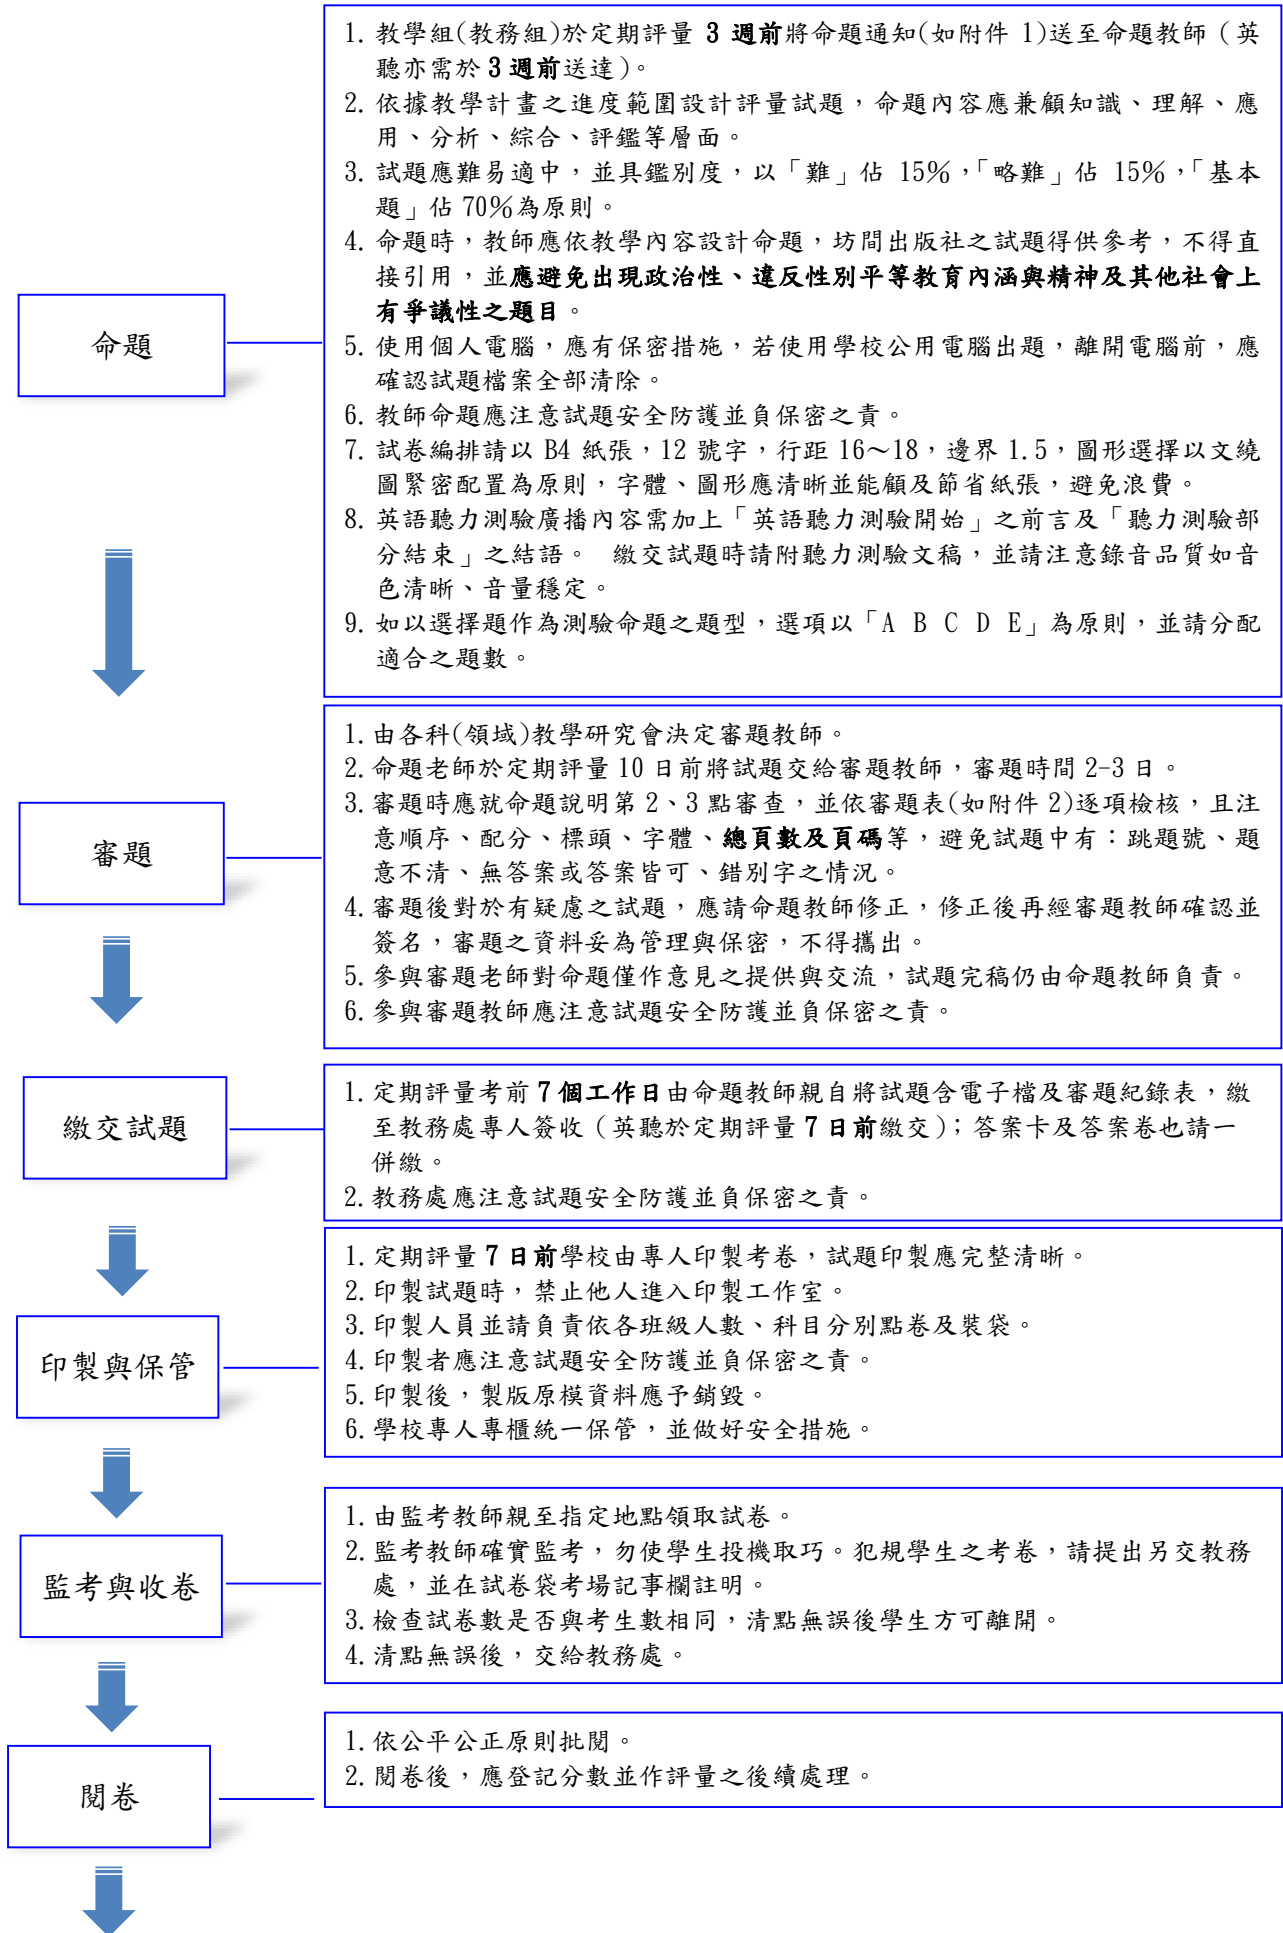 命題
1. 教學組(教務組)於定期評量 3 週前將命題通知(如附件 1)送至命題教師（英
聽亦需於 3 週前送達）。
2. 依據教學計畫之進度範圍設計評量試題，命題內容應兼顧知識、理解、應
用、分析、綜合、評鑑等層面。
3. 試題應難易適中，並具鑑別度，以「難」佔 15%，「略難」佔 15%，「基本
題」佔 70%為原則。
4. 命題時，教師應依教學內容設計命題，坊間出版社之試題得供參考，不得直
接引用，並應避免出現政治性、違反性別平等教育內涵與精神及其他社會上
有爭議性之題目。
5. 使用個人電腦，應有保密措施，若使用學校公用電腦出題，離開電腦前，應
確認試題檔案全部清除。
6. 教師命題應注意試題安全防護並負保密之責。
7. 試卷編排請以 B4 紙張，12 號字，行距 16～18，邊界 1.5，圖形選擇以文繞
圖緊密配置為原則，字體、圖形應清晰並能顧及節省紙張，避免浪費。
8. 英語聽力測驗廣播內容需加上「英語聽力測驗開始」之前言及「聽力測驗部
分結束」之結語。 繳交試題時請附聽力測驗文稿，並請注意錄音品質如音
色清晰、音量穩定。
9. 如以選擇題作為測驗命題之題型，選項以「A B C D E」為原則，並請分配
適合之題數。
審題
1. 由各科(領域)教學研究會決定審題教師。
2. 命題老師於定期評量 10 日前將試題交給審題教師，審題時間 2-3 日。
3. 審題時應就命題說明第 2、3 點審查，並依審題表(如附件 2)逐項檢核，且注
意順序、配分、標頭、字體、總頁數及頁碼等，避免試題中有：跳題號、題
意不清、無答案或答案皆可、錯別字之情況。
4. 審題後對於有疑慮之試題，應請命題教師修正，修正後再經審題教師確認並
簽名，審題之資料妥為管理與保密，不得攜出。
5. 參與審題老師對命題僅作意見之提供與交流，試題完稿仍由命題教師負責。
6. 參與審題教師應注意試題安全防護並負保密之責。
繳交試題
1. 定期評量考前 7 個工作日由命題教師親自將試題含電子檔及審題紀錄表，繳
至教務處專人簽收（英聽於定期評量 7 日前繳交）；答案卡及答案卷也請一
併繳。
2. 教務處應注意試題安全防護並負保密之責。
印製與保管
1. 定期評量 7 日前學校由專人印製考卷，試題印製應完整清晰。
2. 印製試題時，禁止他人進入印製工作室。
3. 印製人員並請負責依各班級人數、科目分別點卷及裝袋。
4. 印製者應注意試題安全防護並負保密之責。
5. 印製後，製版原模資料應予銷毀。
6. 學校專人專櫃統一保管，並做好安全措施。
監考與收卷
1. 由監考教師親至指定地點領取試卷。
2. 監考教師確實監考，勿使學生投機取巧。犯規學生之考卷，請提出另交教務
處，並在試卷袋考場記事欄註明。
3. 檢查試卷數是否與考生數相同，清點無誤後學生方可離開。
4. 清點無誤後，交給教務處。
閱卷
1. 依公平公正原則批閱。
2. 閱卷後，應登記分數並作評量之後續處理。